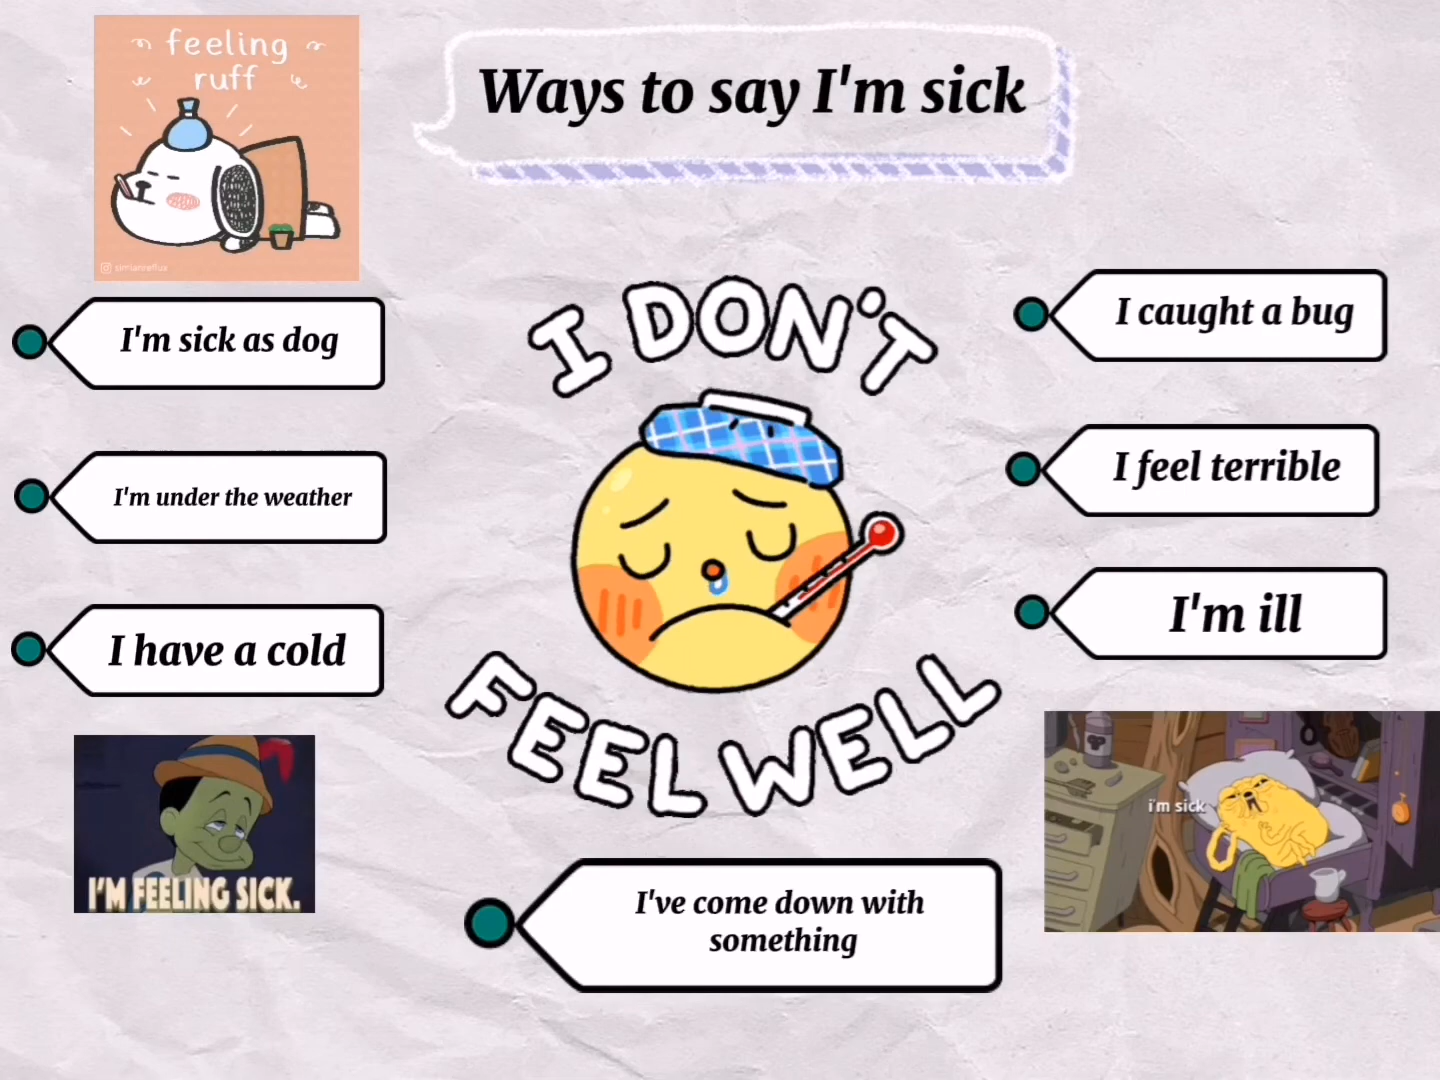 feeling
ruff
simianreflux
Ways to say I'm sick
I'm sick as dog
I'm under the weather
I have a cold
I'M FEELING SICK.
I DON'T
FEEL WELL
I caught a bug
I feel terrible
I'm ill
i'm sick
I've come down with
something